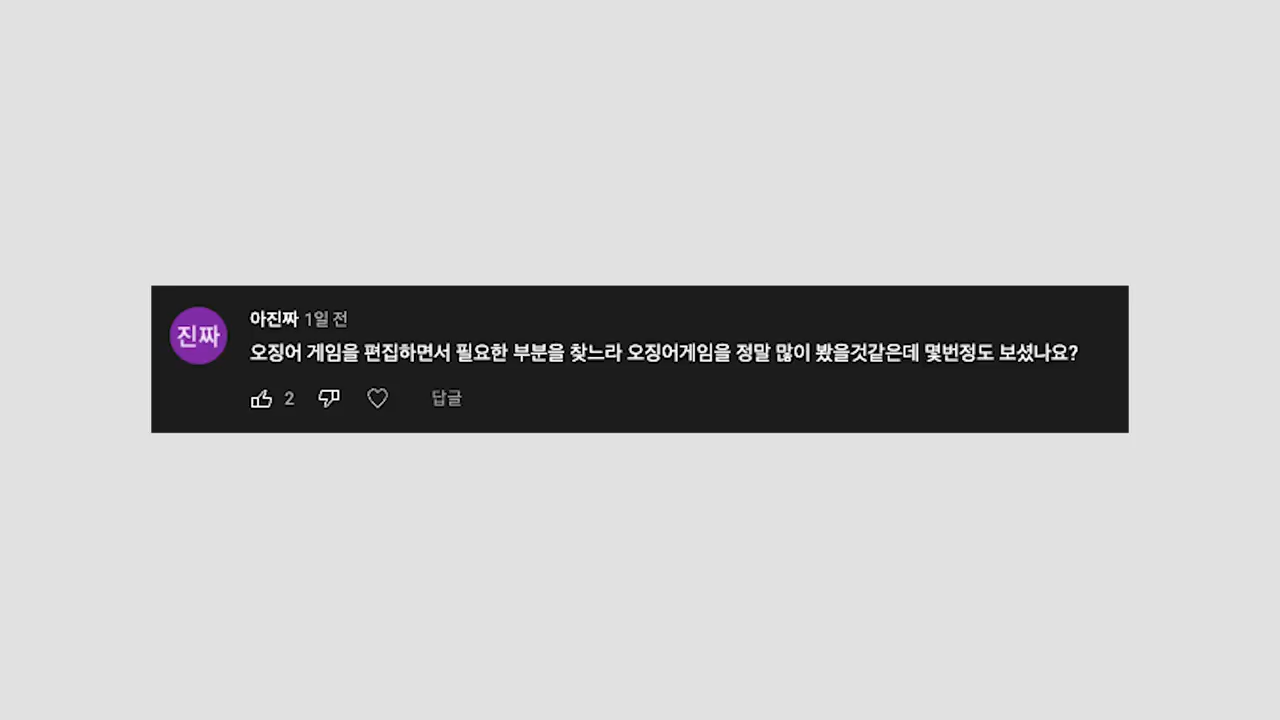 진짜
아진짜 1일 전
오징어 게임을 편집하면서 필요한 부분을 찾느라 오징어게임을 정말 많이 봤을것같은데 몇번정도 보셨나요?
2 답글